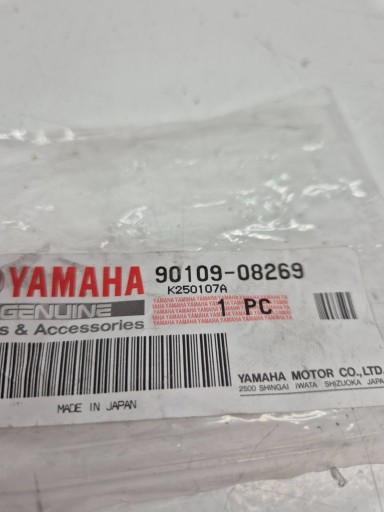 YAMAHA 90109-08269
K250107A
GENUINE
1 PC
s & Accessories
YAMAHA MOTOR CO.,LTD.
2500 SHINGAI IWATA SHIZUOKA JAPAN
MADE IN JAPAN